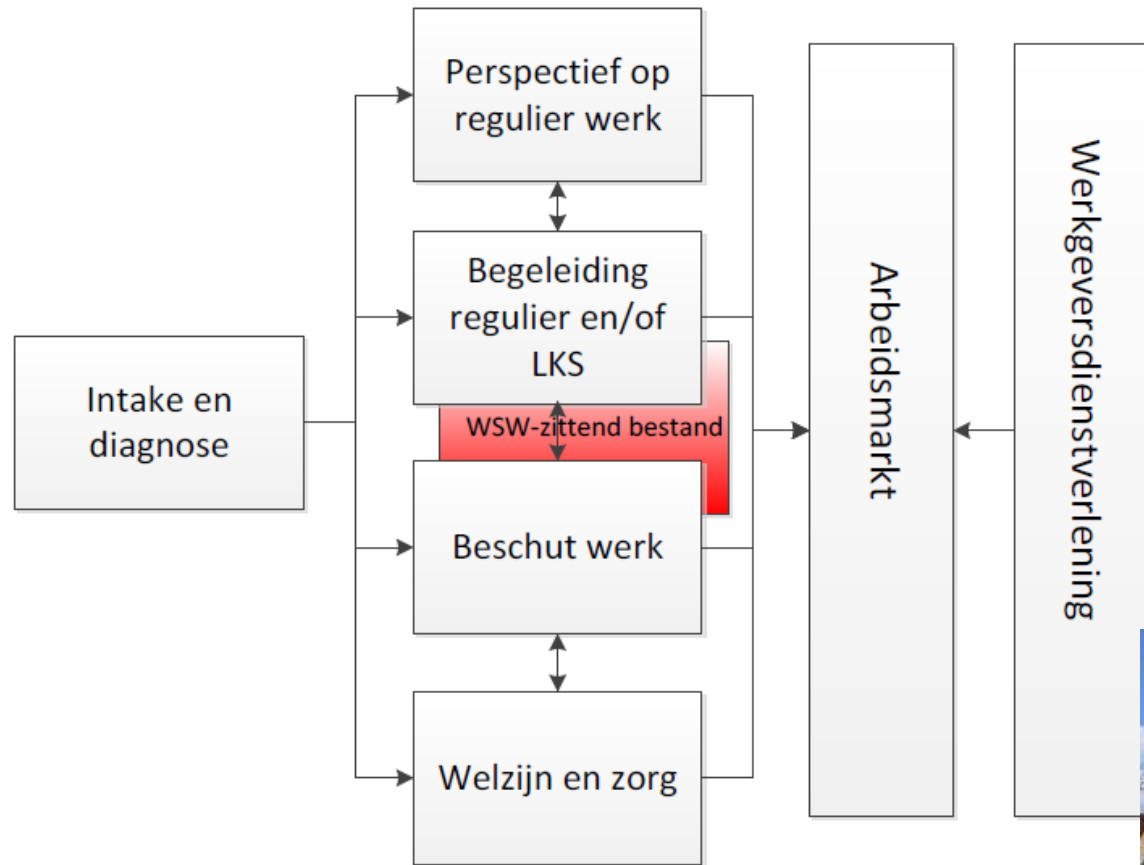 Perspectief op
regulier werk
Begeleiding
regulier en/of
LKS
WSW-zittend bestand
Intake en
diagnose
Beschut werk
Welzijn en zorg
Arbeidsmarkt
Werkgeversdienstverlening